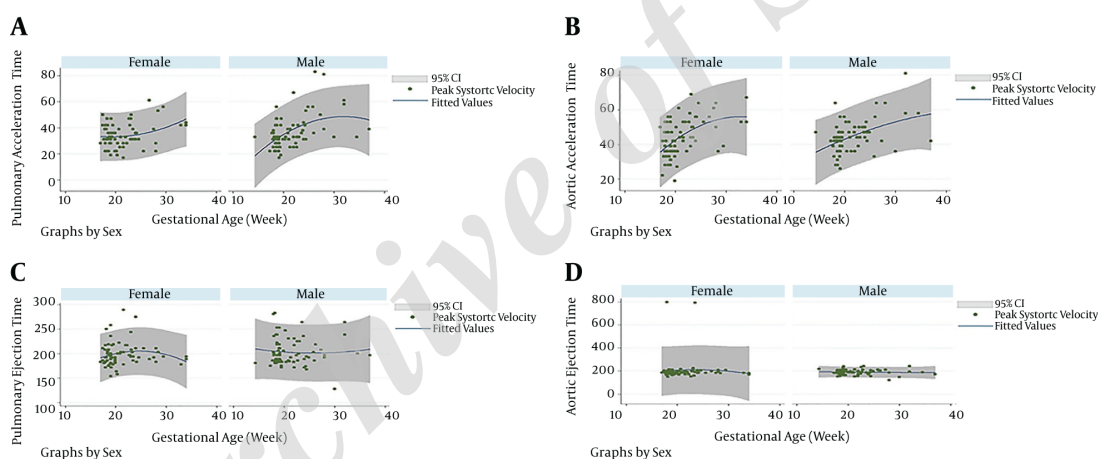 A
Pulmonary Acceleration Time
Female
Male
80
60
40
20
0
10
20
30
40
10
20
30
40
Gestational Age (Week)
95% CI
Peak Systortc Velocity
Fitted Values
Graphs by Sex
B
Aortic Acceleration Time
Female
Male
80
60
40
20
10
20
30
40
10
20
30
40
Gestational Age (Week)
95% CI
Peak Systortc Velocity
Fitted Values
Graphs by Sex
C
Pulmonary Ejection Time
Female
Male
300
250
200
150
100
10
20
30
40
10
20
30
40
Gestational Age (Week)
95% CI
Peak Systortc Velocity
Fitted Values
Graphs by Sex
D
Aortic Ejection Time
Female
Male
800
600
400
200
0
10
20
30
40
10
20
30
40
Gestational Age (Week)
95% CI
Peak Systortc Velocity
Fitted Values
Graphs by Sex
rchive of S